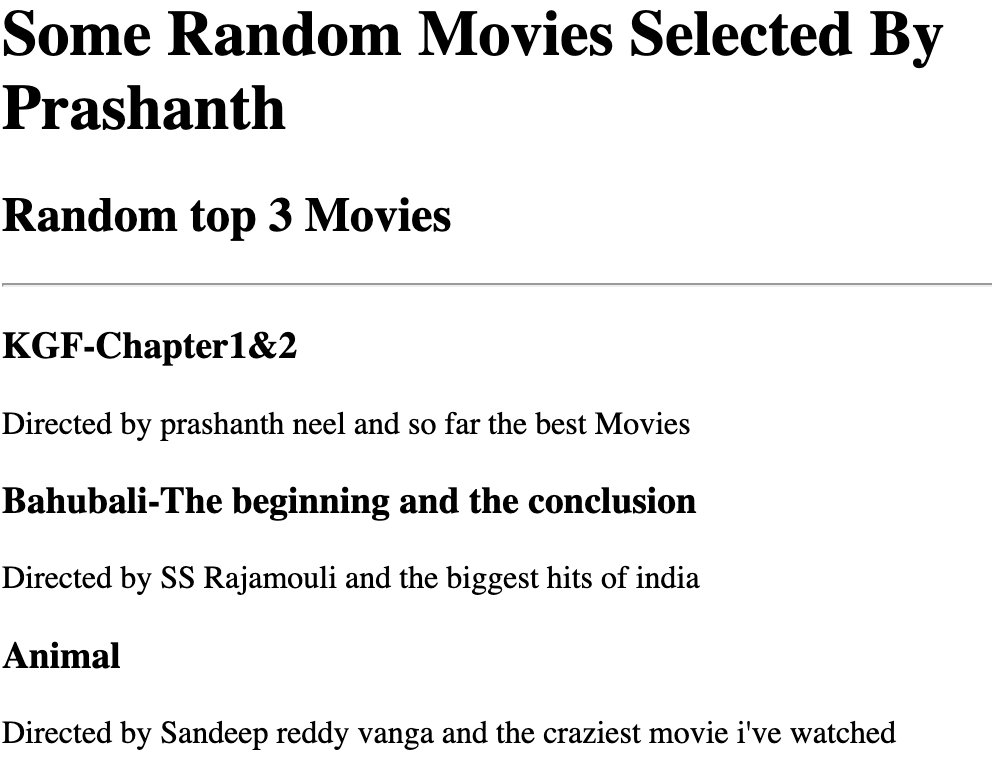 Some Random Movies Selected By
Prashanth
Random top 3 Movies
KGF-Chapter1&2
Directed by prashanth neel and so far the best Movies
Bahubali-The beginning and the conclusion
Directed by SS Rajamouli and the biggest hits of india
Animal
Directed by Sandeep reddy vanga and the craziest movie i've watched